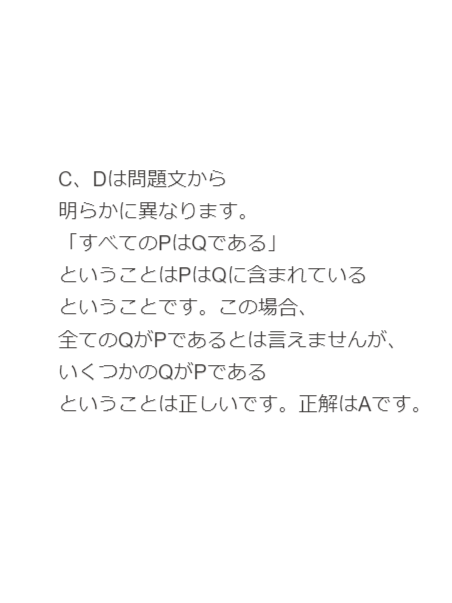 C、Dは問題文から
明らかに異なります。
「すべてのPはQである」
ということはPはQに含まれている
ということです。この場合、
全てのQがPであるとは言えませんが、
いくつかのQがPである
ということは正しいです。正解はAです。